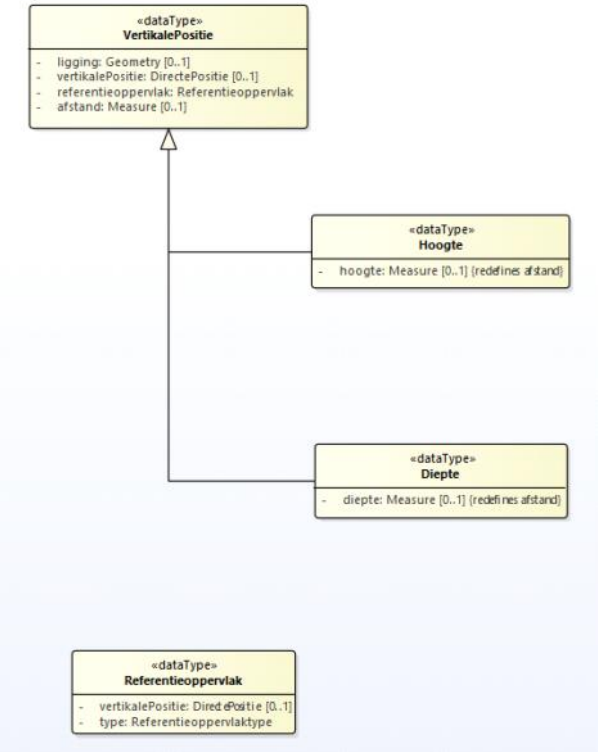 «dataType»
VertikalePositie
- ligging: Geometry [0..1]
- vertikalePositie: DirectePositie [0..1]
- referentieoppervlak: Referentieoppervlak
- afstand: Measure [0..1]
«dataType»
Hoogte
- hoogte: Measure [0..1] {redefines afstand}
«dataType»
Diepte
- diepte: Measure [0..1] {redefines afstand}
«dataType»
Referentieoppervlak
- vertikalePositie: DirectePositie [0..1]
- type: Referentieoppervlaktype